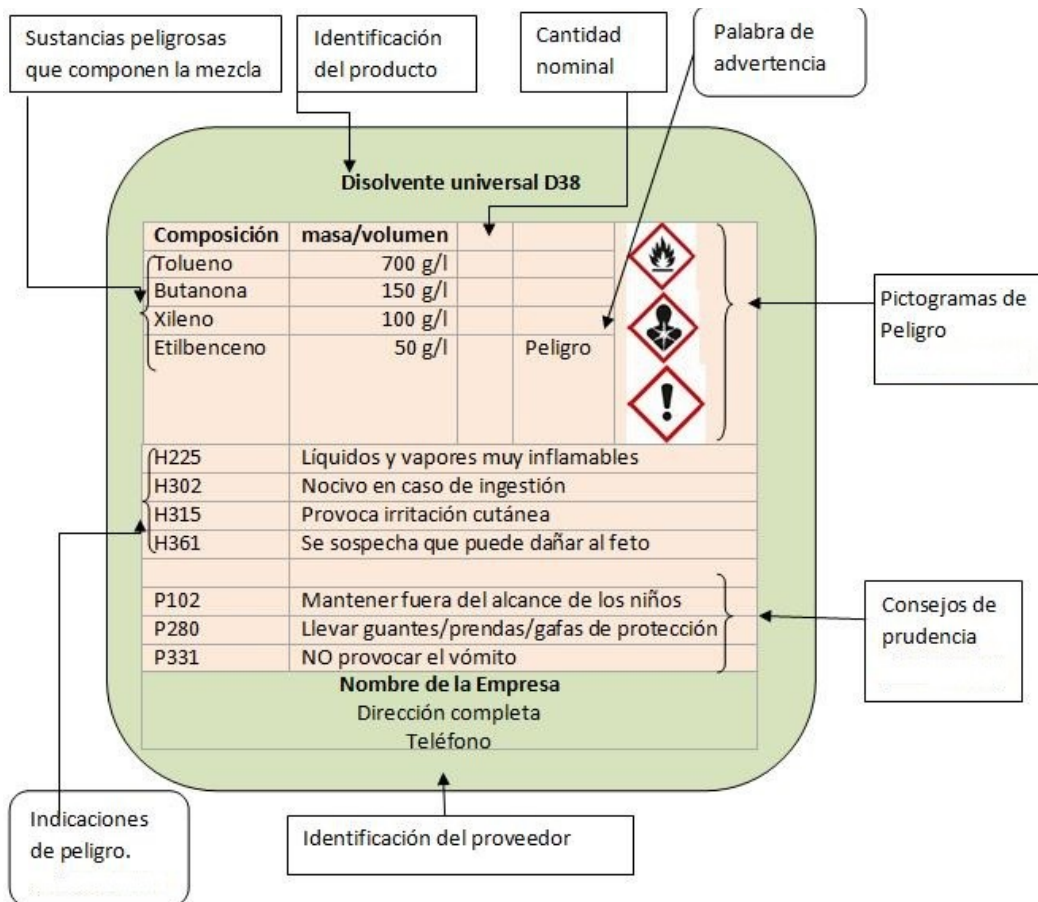 Sustancias peligrosas
que componen la mezcla
Identificación
del producto
Cantidad
nominal
Palabra de
advertencia
Disolvente universal D38
Composición masa/volumen
Tolueno 700 g/l
Butanona 150 g/l
Xileno 100 g/l
Etilbenceno 50 g/l Peligro
Pictogramas de
Peligro
H225 Líquidos y vapores muy inflamables
H302 Nocivo en caso de ingestión
H315 Provoca irritación cutánea
H361 Se sospecha que puede dañar al feto
P102 Mantener fuera del alcance de los niños
P280 Llevar guantes/prendas/gafas de protección
P331 NO provocar el vómito
Consejos de
prudencia
Nombre de la Empresa
Dirección completa
Teléfono
Indicaciones
de peligro.
Identificación del proveedor